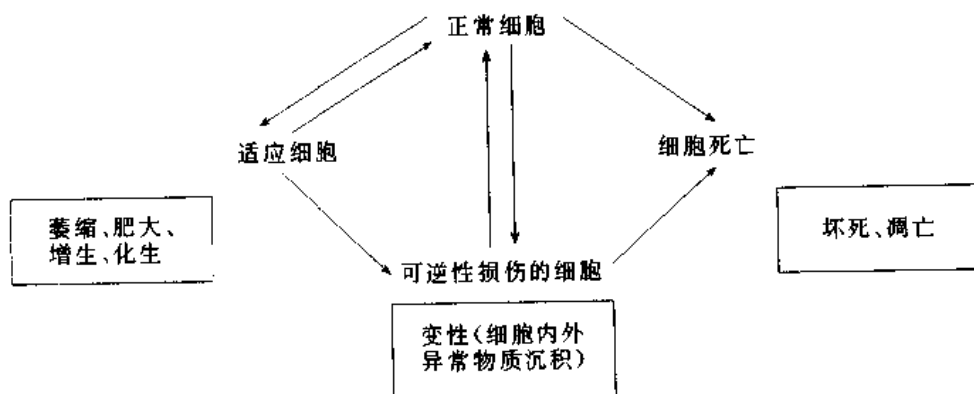 正常细胞
适应细胞
细胞死亡
萎缩、肥大、
增生、化生
坏死、凋亡
可逆性损伤的细胞
变性(细胞内外
异常物质沉积)